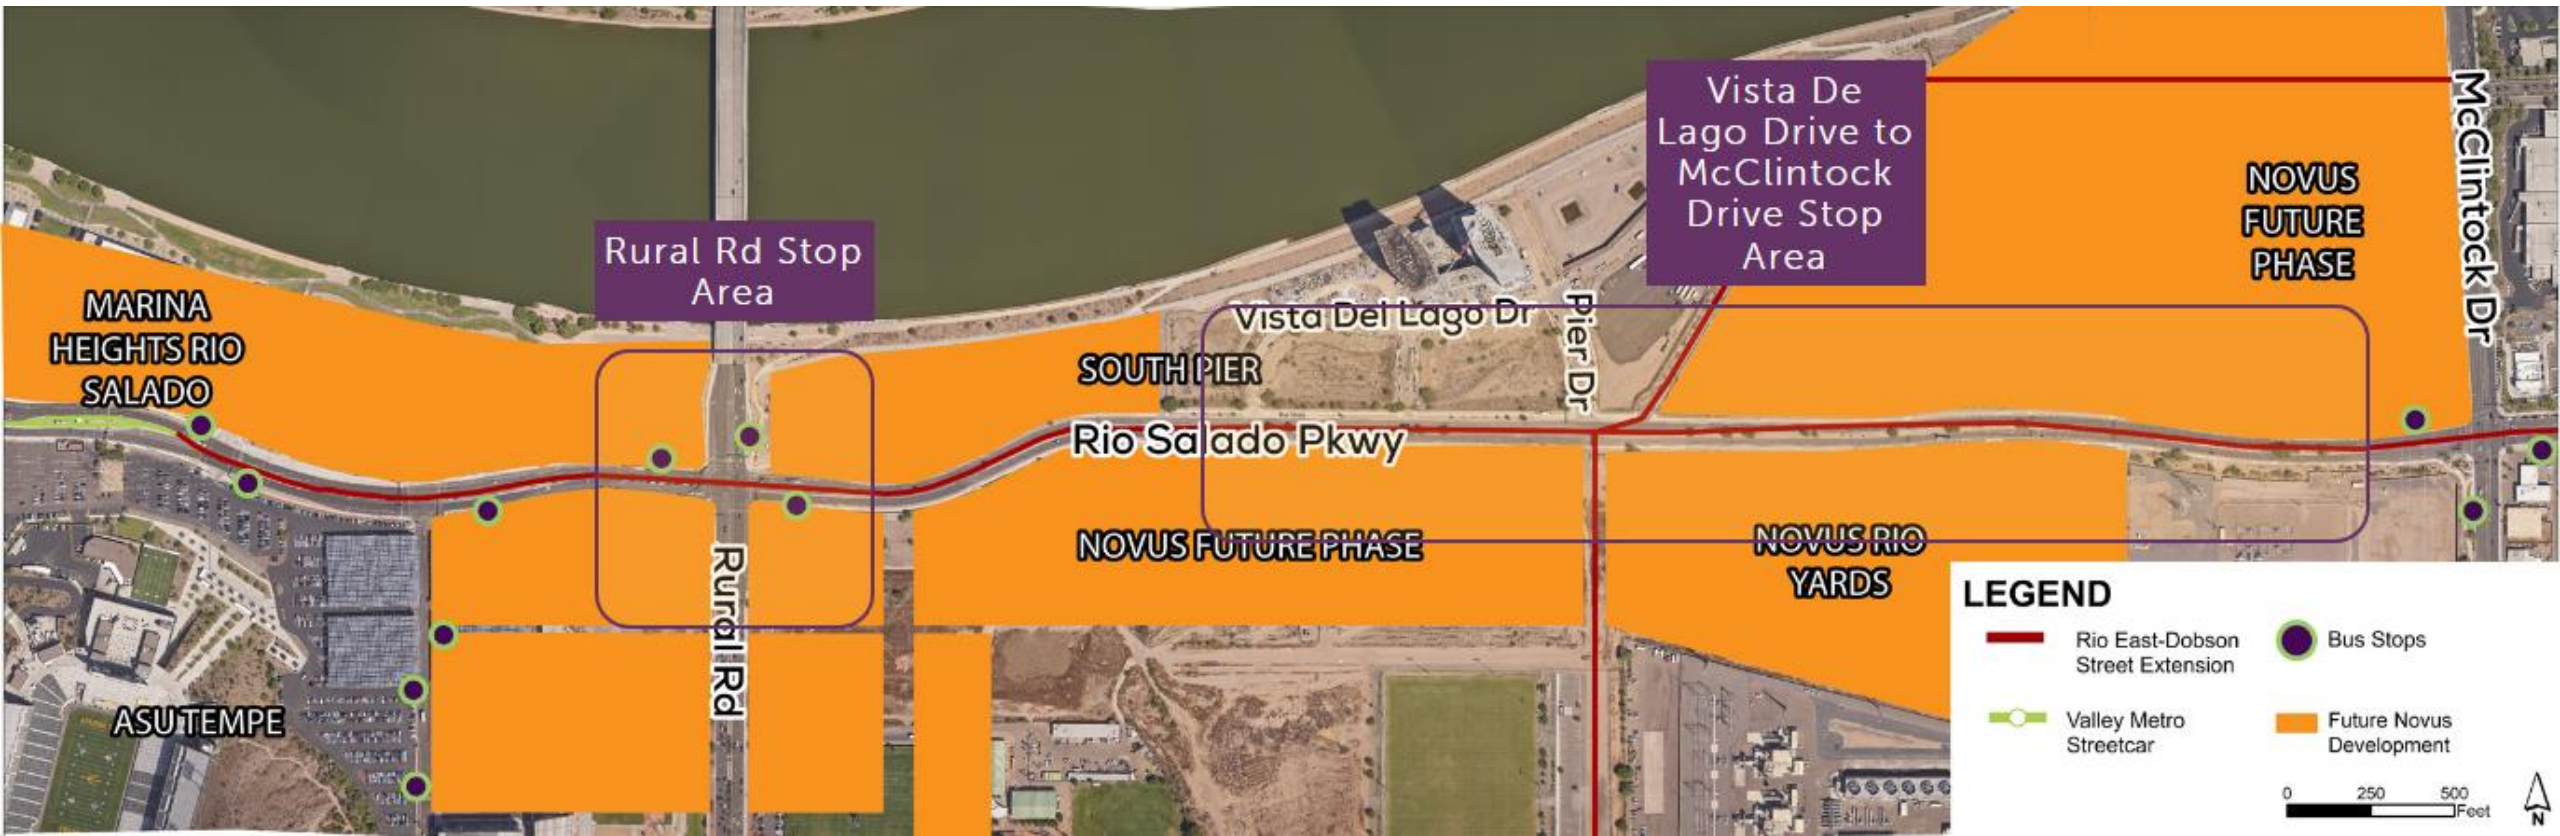 Vista De
Lago Drive to
McClintock
Drive Stop
Area
McClintock Dr
NOVUS
FUTURE
PHASE
Rural Rd Stop
Area
MARINA
HEIGHTS RIO
SALADO
Vista Del Lago Dr
Pier Dr
SOUTH PIER
Rio Salado Pkwy
NOVUS FUTURE PHASE
NOVUS RIO
YARDS
Rural Rd
ASU TEMPE
LEGEND
Rio East-Dobson
Street Extension
Bus Stops
Valley Metro
Streetcar
Future Novus
Development
0 250 500
Feet
N